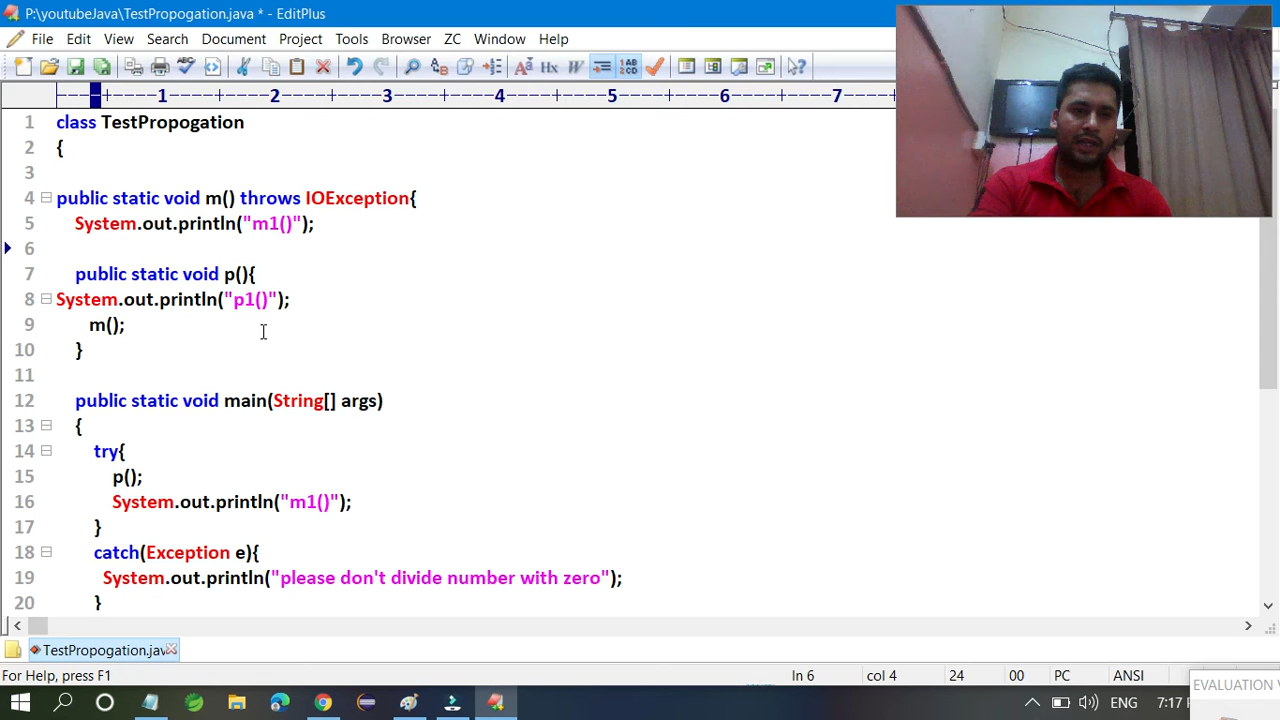 P:\youtubeJava\TestPropogation.java * - EditPlus
File Edit View Search Document Project Tools Browser ZC Window Help
----+----1----+----2----+----3----+----4----+----5----+----6----+----7----
1 class TestPropogation
2 {
3
4 public static void m() throws IOException{
5 System.out.println("m1()");
6
7 public static void p(){
8 System.out.println("p1()");
9 m();
10 }
11
12 public static void main(String[] args)
13 {
14 try{
15 p();
16 System.out.println("m1()");
17 }
18 catch(Exception e){
19 System.out.println("please don't divide number with zero");
20 }
TestPropogation.jav
For Help, press F1 ln 6 col 4 24 00 PC ANSI
EVALUATION
ENG 7:17